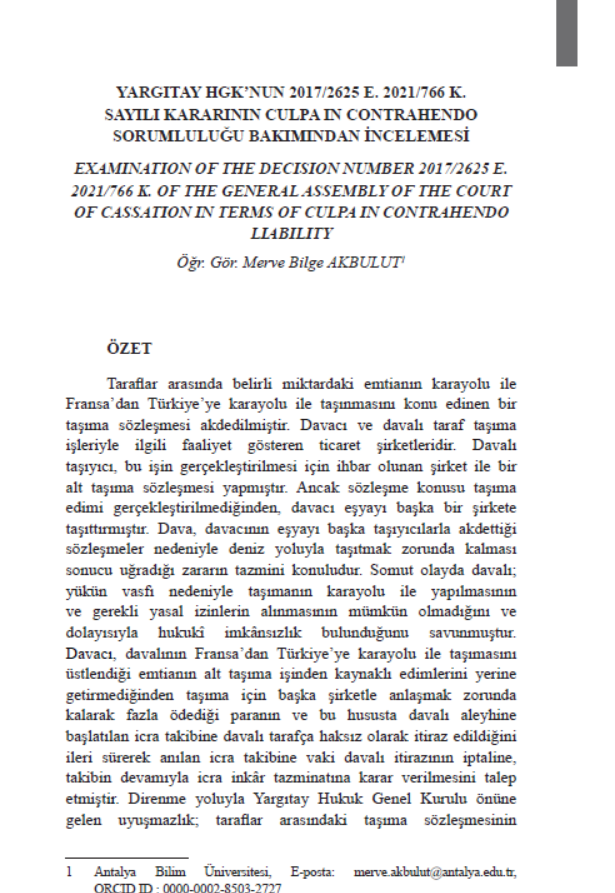 YARGITAY HGK’NUN 2017/2625 E. 2021/766 K.
SAYILI KARARININ CULPA IN CONTRAHENDO
SORUMLULUĞU BAKIMINDAN İNCELEMESİ
EXAMINATION OF THE DECISION NUMBER 2017/2625 E.
2021/766 K. OF THE GENERAL ASSEMBLY OF THE COURT
OF CASSATION IN TERMS OF CULPA IN CONTRAHENDO
LIABILITY
Öğr. Gör. Merve Bilge AKBULUT¹
ÖZET
Taraflar arasında belirli miktardaki emtianın karayolu ile
Fransa’dan Türkiye’ye karayolu ile taşınmasını konu edinen bir
taşıma sözleşmesi akdedilmiştir. Davacı ve davalı taraf taşıma
işleriyle ilgili faaliyet gösteren ticaret şirketleridir. Davalı
taşıyıcı, bu işin gerçekleştirilmesi için ihbar olunan şirket ile bir
alt taşıma sözleşmesi yapmıştır. Ancak sözleşme konusu taşıma
edimi gerçekleştirilmediğinden, davacı eşyayı başka bir şirkete
taşıttırmıştır. Dava, davacının eşyayı başka taşıyıcılarla akdettiği
sözleşmeler nedeniyle deniz yoluyla taşıtmak zorunda kalması
sonucu uğradığı zararın tazmini konuludur. Somut olayda davalı;
yükün vasfı nedeniyle taşımanın karayolu ile yapılmasının
ve gerekli yasal izinlerin alınmasının mümkün olmadığını ve
dolayısıyla hukukî imkânsızlık bulunduğunu savunmuştur.
Davacı, davalının Fransa’dan Türkiye’ye karayolu ile taşımasını
üstlendiği emtianın alt taşıma işinden kaynaklı edimlerini yerine
getirmediğinden taşıma için başka şirketle anlaşmak zorunda
kalarak fazla ödediği paranın ve bu hususta davalı aleyhine
başlatılan icra takibine davalı tarafça haksız olarak itiraz edildiğini
ileri sürerek anılan icra takibine vaki davalı itirazının iptaline,
takibin devamıyla icra inkâr tazminatına karar verilmesini talep
etmiştir. Direnme yoluyla Yargıtay Hukuk Genel Kurulu önüne
gelen uyuşmazlık; taraflar arasındaki taşıma sözleşmesinin
1 Antalya Bilim Üniversitesi, E-posta: merve.akbulut@antalya.edu.tr,
ORCID ID : 0000-0002-8503-2727